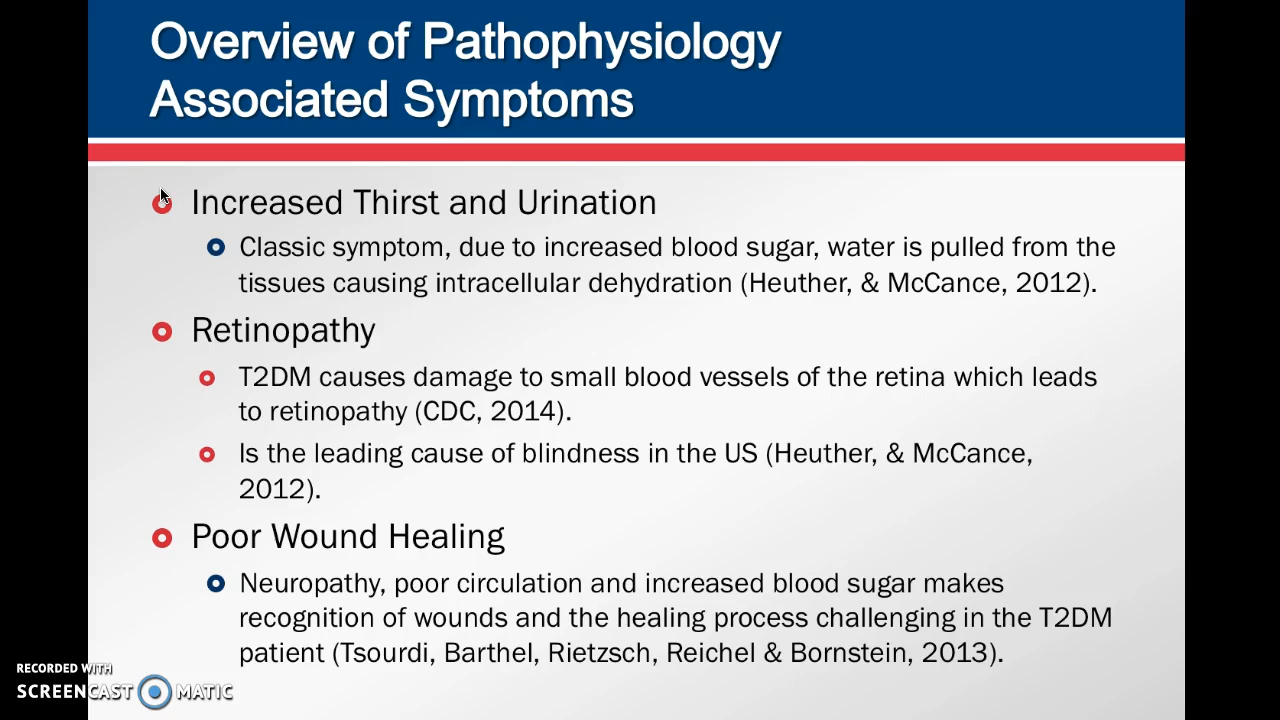 Overview of Pathophysiology
Associated Symptoms
Increased Thirst and Urination
Classic symptom, due to increased blood sugar, water is pulled from the
tissues causing intracellular dehydration (Heuther, & McCance, 2012).
Retinopathy
T2DM causes damage to small blood vessels of the retina which leads
to retinopathy (CDC, 2014).
Is the leading cause of blindness in the US (Heuther, & McCance,
2012).
Poor Wound Healing
Neuropathy, poor circulation and increased blood sugar makes
recognition of wounds and the healing process challenging in the T2DM
patient (Tsourdi, Barthel, Rietzsch, Reichel & Bornstein, 2013).
RECORDED WITH
SCREENCAST MATIC